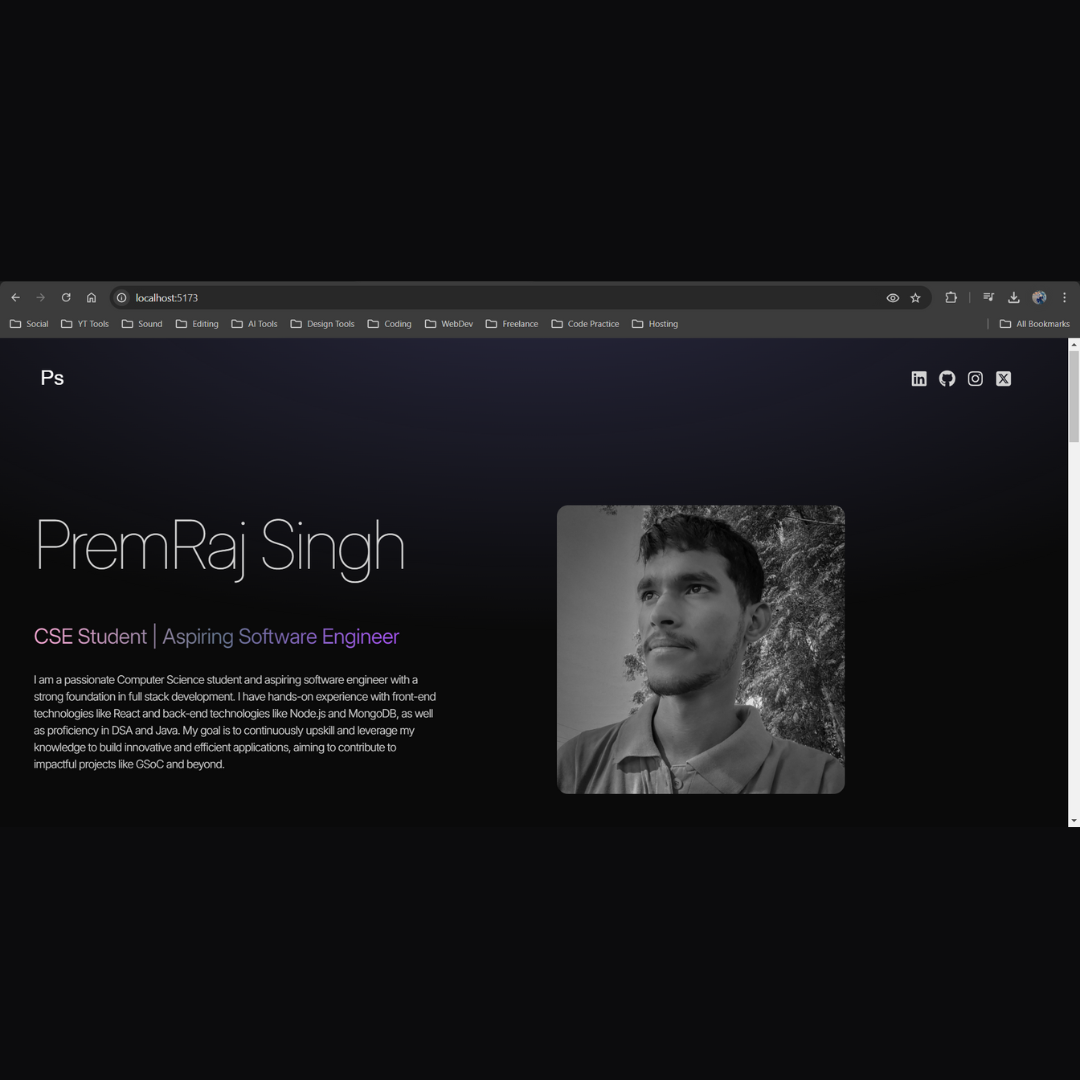 localhost:5173
Social YT Tools Sound Editing AI Tools Design Tools Coding WebDev Freelance Code Practice Hosting All Bookmarks
Ps
PremRaj Singh
CSE Student | Aspiring Software Engineer
I am a passionate Computer Science student and aspiring software engineer with a
strong foundation in full stack development. I have hands-on experience with front-end
technologies like React and back-end technologies like Node.js and MongoDB, as well
as proficiency in DSA and Java. My goal is to continuously upskill and leverage my
knowledge to build innovative and efficient applications, aiming to contribute to
impactful projects like GSoC and beyond.